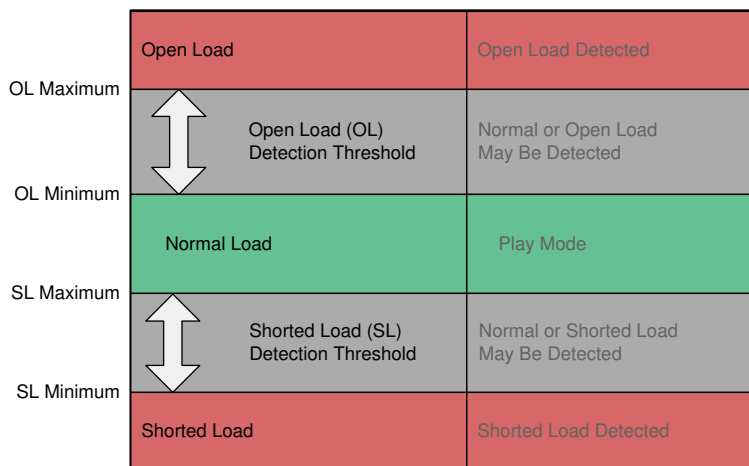 Open Load
Open Load Detected
OL Maximum
Open Load (OL)
Detection Threshold
Normal or Open Load
May Be Detected
OL Minimum
Normal Load
Play Mode
SL Maximum
Shorted Load (SL)
Detection Threshold
Normal or Shorted Load
May Be Detected
SL Minimum
Shorted Load
Shorted Load Detected